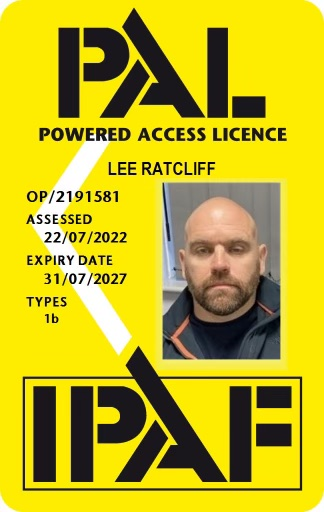 PAL
POWERED ACCESS LICENCE
LEE RATCLIFF
OP/2191581
ASSESSED
22/07/2022
EXPIRY DATE
31/07/2027
TYPES
1b
IPAF